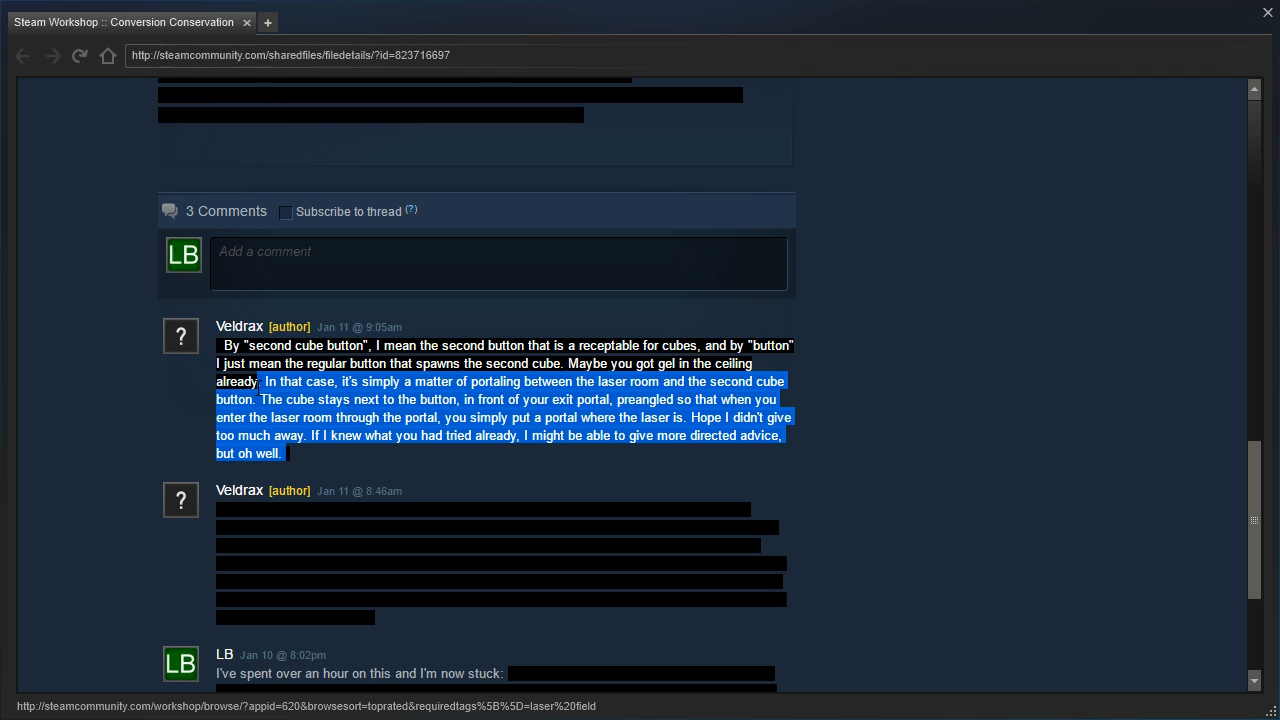 Steam Workshop :: Conversion Conservation
http://steamcommunity.com/sharedfiles/filedetails/?id=823716697
3 Comments Subscribe to thread (?)
LB Add a comment
? Veldrax [author] Jan 11 @ 9:05am
By "second cube button", I mean the second button that is a receptable for cubes, and by "button"
I just mean the regular button that spawns the second cube. Maybe you got gel in the ceiling
already. In that case, it's simply a matter of portaling between the laser room and the second cube
button. The cube stays next to the button, in front of your exit portal, preangled so that when you
enter the laser room through the portal, you simply put a portal where the laser is. Hope I didn't give
too much away. If I knew what you had tried already, I might be able to give more directed advice,
but oh well.
? Veldrax [author] Jan 11 @ 8:46am
LB LB Jan 10 @ 8:02pm
I've spent over an hour on this and I'm now stuck:
http://steamcommunity.com/workshop/browse/?appid=620&browsesort=toprated&requiredtags%5B%5D=laser%20field